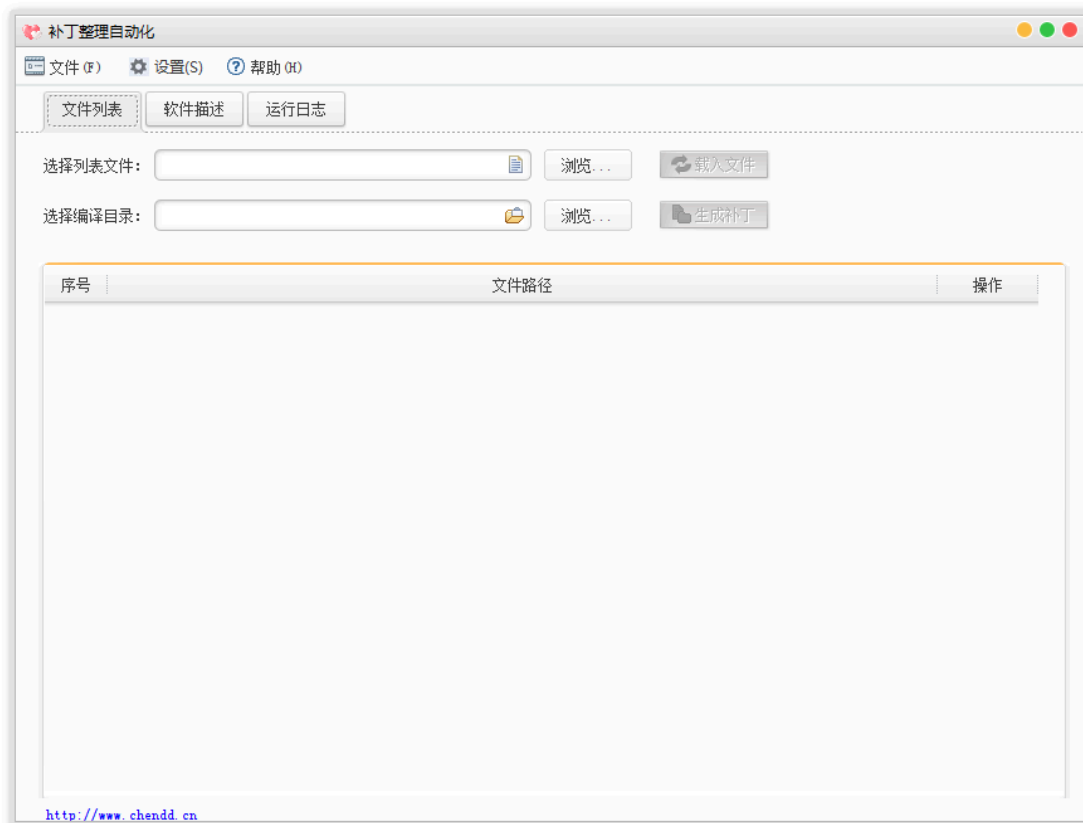 补丁整理自动化
文件(F) 设置(S) 帮助(H)
文件列表 软件描述 运行日志
选择列表文件: 浏览... 载入文件
选择编译目录: 浏览... 生成补丁
序号 文件路径 操作
http://www.chendd.cn